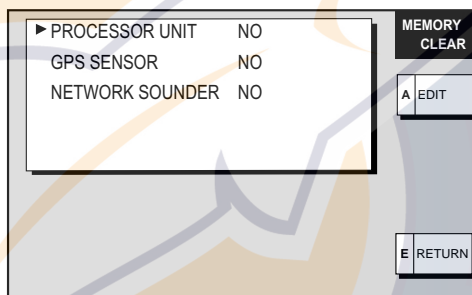 ▶ PROCESSOR UNIT NO
GPS SENSOR NO
NETWORK SOUNDER NO
MEMORY
CLEAR
A EDIT
E RETURN